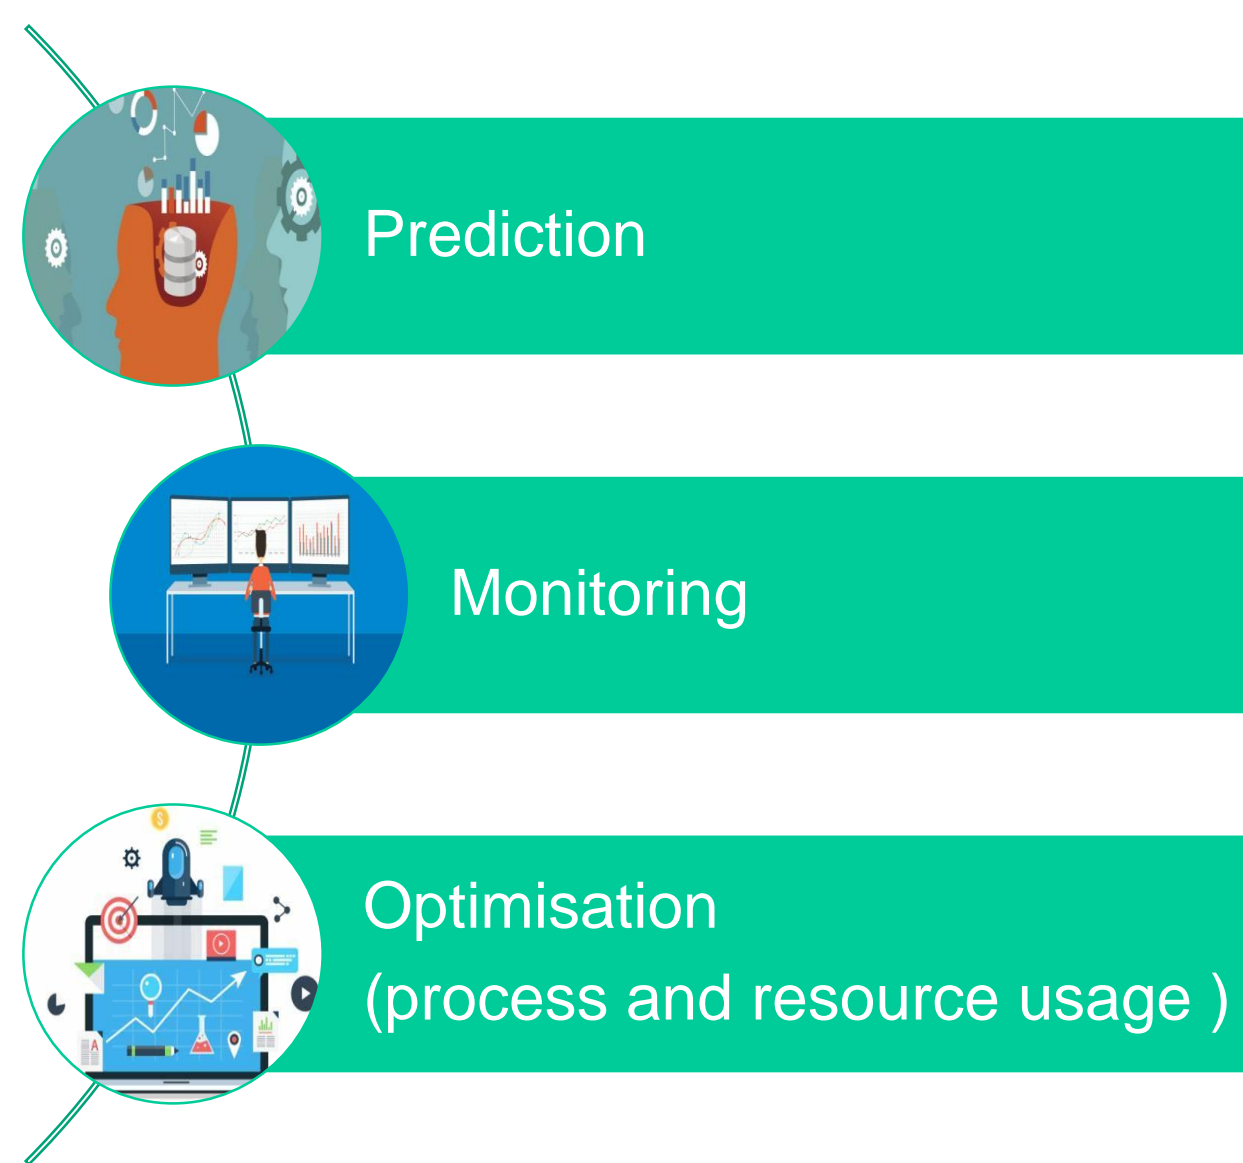 Prediction
Monitoring
Optimisation
(process and resource usage )
$
A